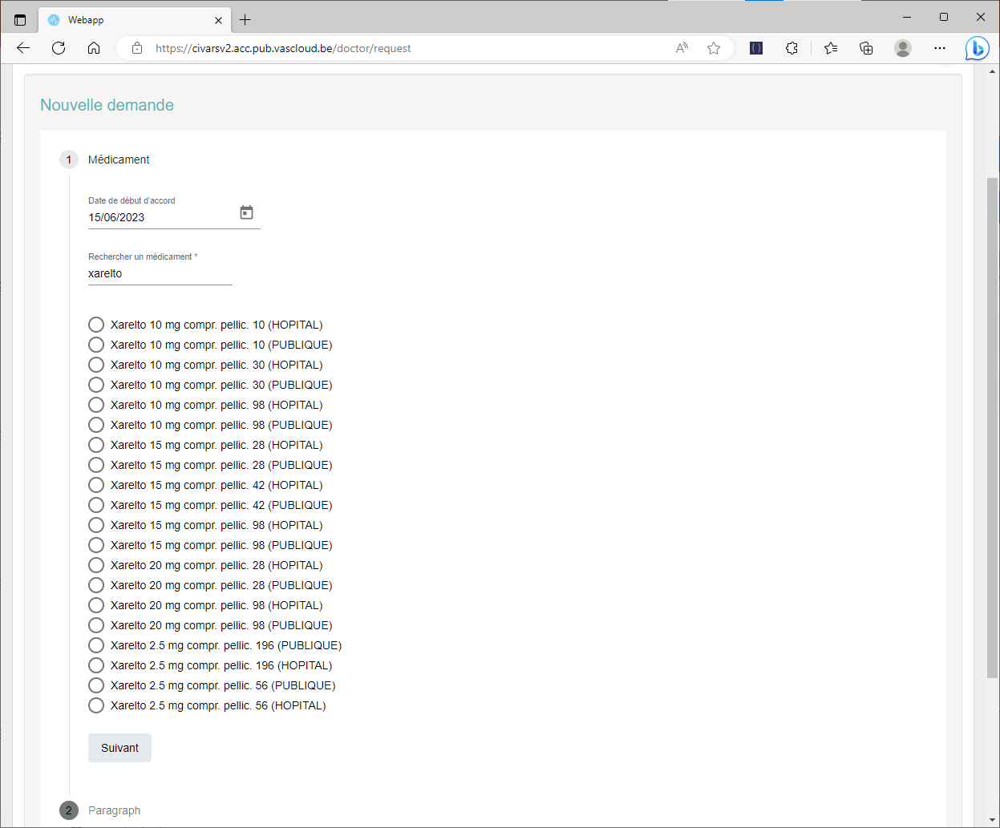 Webapp
https://civarsv2.acc.pub.vascloud.be/doctor/request
Nouvelle demande
1 Médicament
Date de début d'accord
15/06/2023
Rechercher un médicament *
xarelto
Xarelto 10 mg compr. pellic. 10 (HOPITAL)
Xarelto 10 mg compr. pellic. 10 (PUBLIQUE)
Xarelto 10 mg compr. pellic. 30 (HOPITAL)
Xarelto 10 mg compr. pellic. 30 (PUBLIQUE)
Xarelto 10 mg compr. pellic. 98 (HOPITAL)
Xarelto 10 mg compr. pellic. 98 (PUBLIQUE)
Xarelto 15 mg compr. pellic. 28 (HOPITAL)
Xarelto 15 mg compr. pellic. 28 (PUBLIQUE)
Xarelto 15 mg compr. pellic. 42 (HOPITAL)
Xarelto 15 mg compr. pellic. 42 (PUBLIQUE)
Xarelto 15 mg compr. pellic. 98 (HOPITAL)
Xarelto 15 mg compr. pellic. 98 (PUBLIQUE)
Xarelto 20 mg compr. pellic. 28 (HOPITAL)
Xarelto 20 mg compr. pellic. 28 (PUBLIQUE)
Xarelto 20 mg compr. pellic. 98 (HOPITAL)
Xarelto 20 mg compr. pellic. 98 (PUBLIQUE)
Xarelto 2.5 mg compr. pellic. 196 (PUBLIQUE)
Xarelto 2.5 mg compr. pellic. 196 (HOPITAL)
Xarelto 2.5 mg compr. pellic. 56 (PUBLIQUE)
Xarelto 2.5 mg compr. pellic. 56 (HOPITAL)
Suivant
2 Paragraph